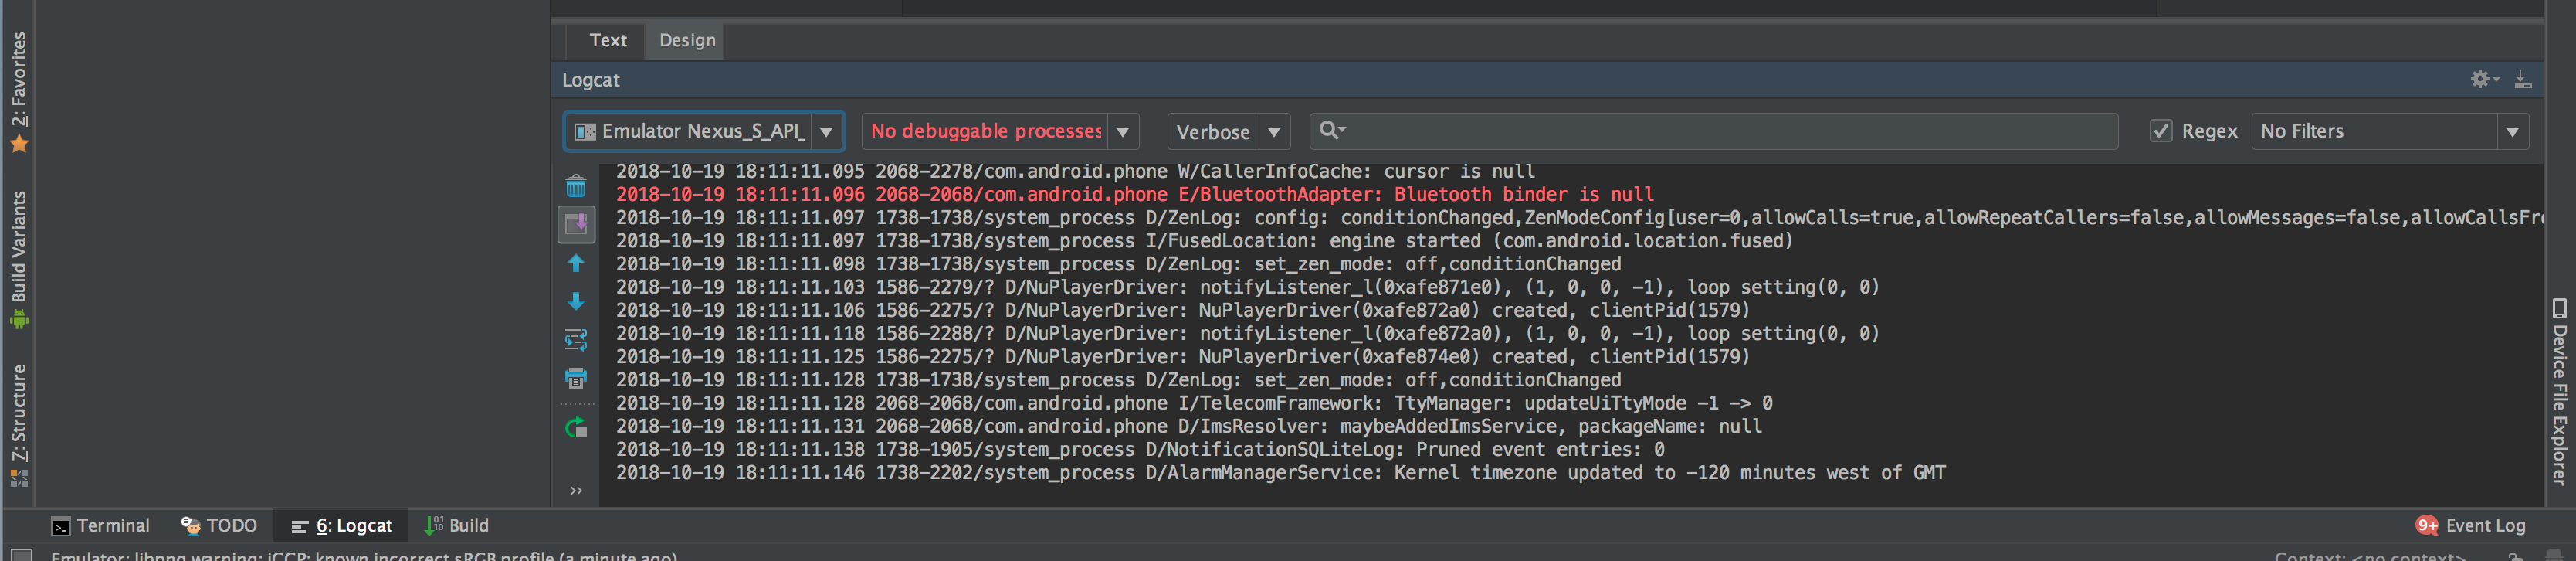 Text Design
Logcat
Emulator Nexus_S_API_ No debuggable processes Verbose Regex No Filters
2018-10-19 18:11:11.095 2068-2278/com.android.phone W/CallerInfoCache: cursor is null
2018-10-19 18:11:11.096 2068-2068/com.android.phone E/BluetoothAdapter: Bluetooth binder is null
2018-10-19 18:11:11.097 1738-1738/system_process D/ZenLog: config: conditionChanged,ZenModeConfig[user=0,allowCalls=true,allowRepeatCallers=false,allowMessages=false,allowCallsFro
2018-10-19 18:11:11.097 1738-1738/system_process I/FusedLocation: engine started (com.android.location.fused)
2018-10-19 18:11:11.098 1738-1738/system_process D/ZenLog: set_zen_mode: off,conditionChanged
2018-10-19 18:11:11.103 1586-2279/? D/NuPlayerDriver: notifyListener_l(0xafe871e0), (1, 0, 0, -1), loop setting(0, 0)
2018-10-19 18:11:11.106 1586-2275/? D/NuPlayerDriver: NuPlayerDriver(0xafe872a0) created, clientPid(1579)
2018-10-19 18:11:11.118 1586-2288/? D/NuPlayerDriver: notifyListener_l(0xafe872a0), (1, 0, 0, -1), loop setting(0, 0)
2018-10-19 18:11:11.125 1586-2275/? D/NuPlayerDriver: NuPlayerDriver(0xafe874e0) created, clientPid(1579)
2018-10-19 18:11:11.128 1738-1738/system_process D/ZenLog: set_zen_mode: off,conditionChanged
2018-10-19 18:11:11.128 2068-2068/com.android.phone I/TelecomFramework: TtyManager: updateUiTtyMode -1 -> 0
2018-10-19 18:11:11.131 2068-2068/com.android.phone D/ImsResolver: maybeAddedImsService, packageName: null
2018-10-19 18:11:11.138 1738-1905/system_process D/NotificationSQLiteLog: Pruned event entries: 0
2018-10-19 18:11:11.146 1738-2202/system_process D/AlarmManagerService: Kernel timezone updated to -120 minutes west of GMT
2: Favorites
Build Variants
7: Structure
Device File Explorer
Terminal TODO 6: Logcat Build 9+ Event Log
Emulator: libpng warning: iCCP: known incorrect sRGB profile (a minute ago) Context: <no context>